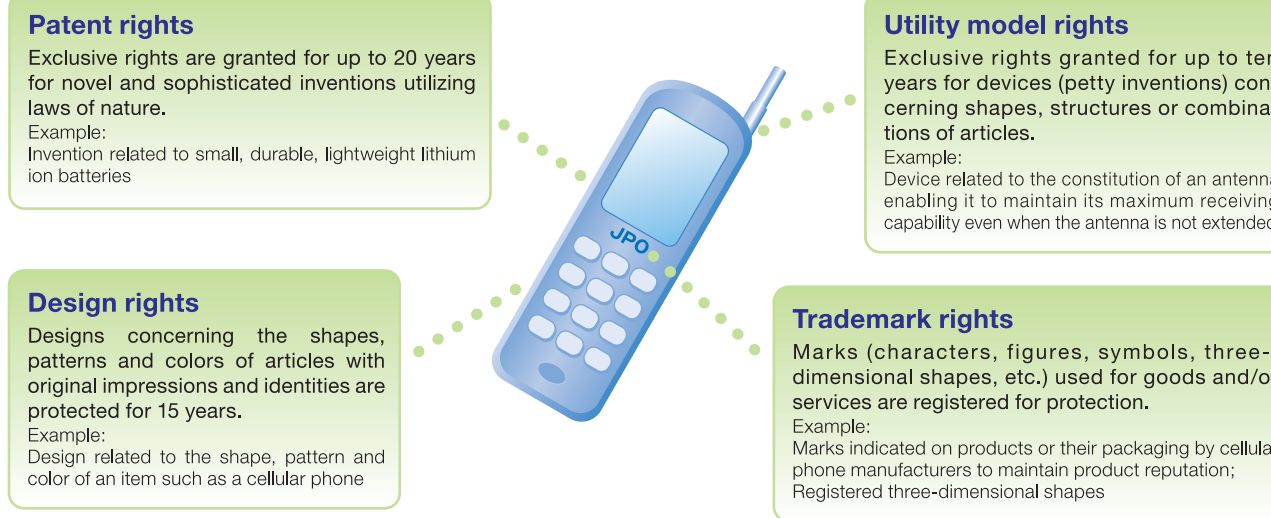 Patent rights
Exclusive rights are granted for up to 20 years
for novel and sophisticated inventions utilizing
laws of nature.
Example:
Invention related to small, durable, lightweight lithium
ion batteries
Utility model rights
Exclusive rights granted for up to ten
years for devices (petty inventions) con
cerning shapes, structures or combina
tions of articles.
Example:
Device related to the constitution of an antenna
enabling it to maintain its maximum receiving
capability even when the antenna is not extended
JPO
Design rights
Designs concerning the shapes,
patterns and colors of articles with
original impressions and identities are
protected for 15 years.
Example:
Design related to the shape, pattern and
color of an item such as a cellular phone
Trademark rights
Marks (characters, figures, symbols, three-
dimensional shapes, etc.) used for goods and/o
services are registered for protection.
Example:
Marks indicated on products or their packaging by cellula
phone manufacturers to maintain product reputation;
Registered three-dimensional shapes